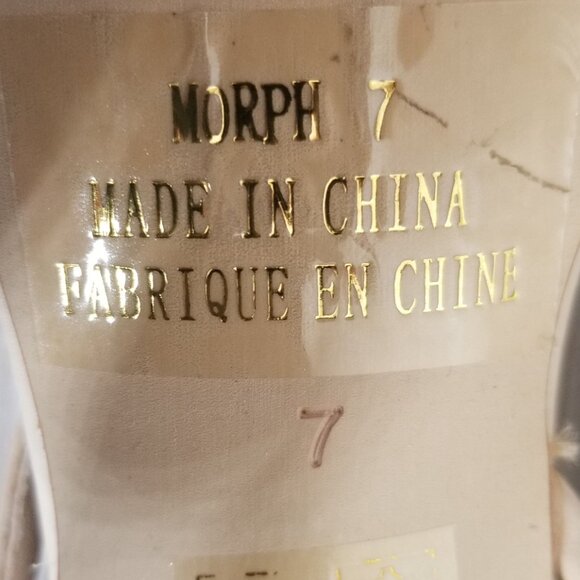 MORPH 7
MADE IN CHINA
FABRIQUE EN CHINE
7